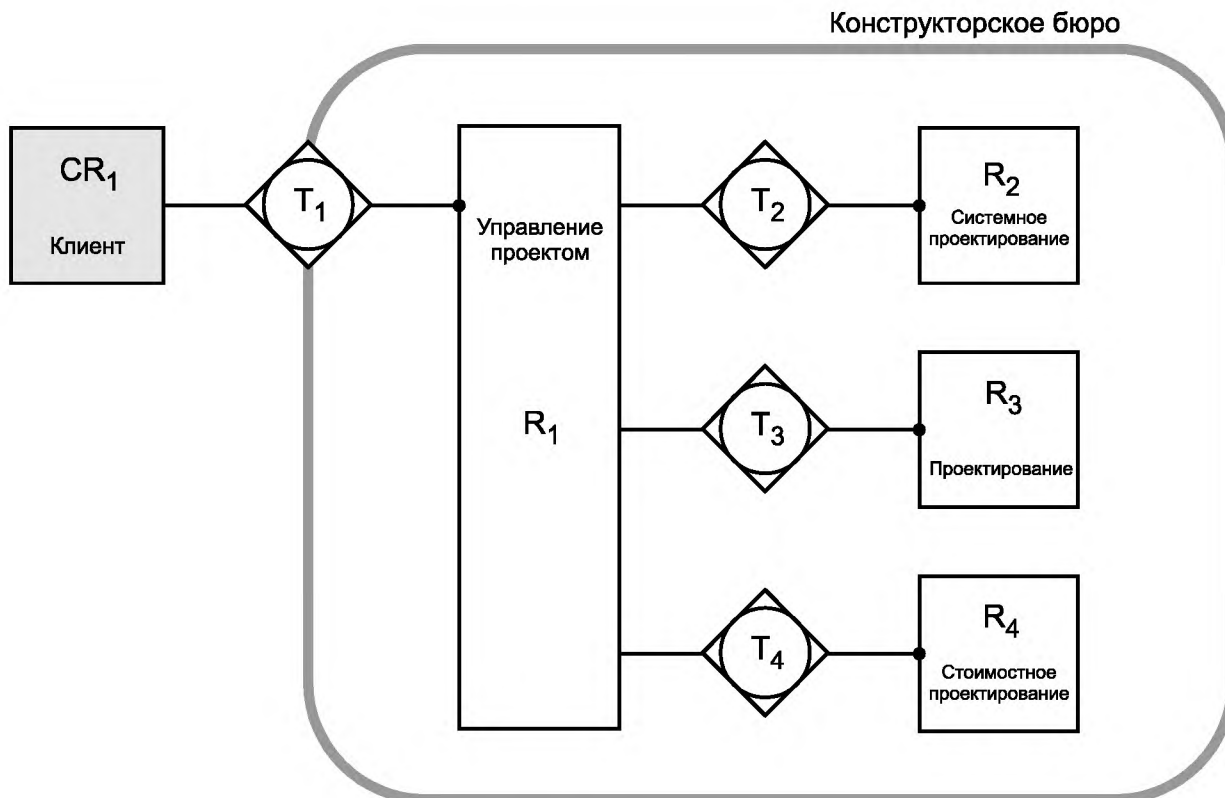 Конструкторское бюро
CR₁
Клиент
T₁
Управление
проектом
R₁
T₂
R₂
Системное
проектирование
T₃
R₃
Проектирование
T₄
R₄
Стоимостное
проектирование